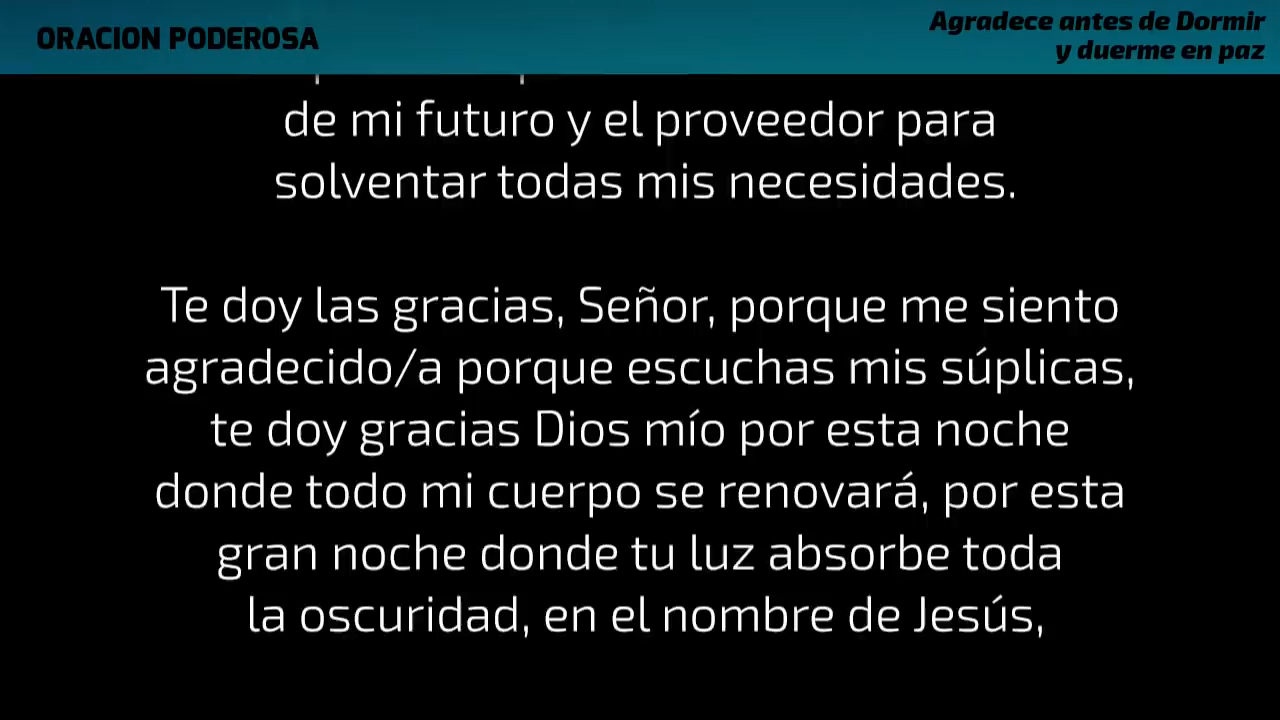 ORACION PODEROSA
Agradece antes de Dormir
y duerme en paz
de mi futuro y el proveedor para
solventar todas mis necesidades.
Te doy las gracias, Señor, porque me siento
agradecido/a porque escuchas mis súplicas,
te doy gracias Dios mío por esta noche
donde todo mi cuerpo se renovará, por esta
gran noche donde tu luz absorbe toda
la oscuridad, en el nombre de Jesús,